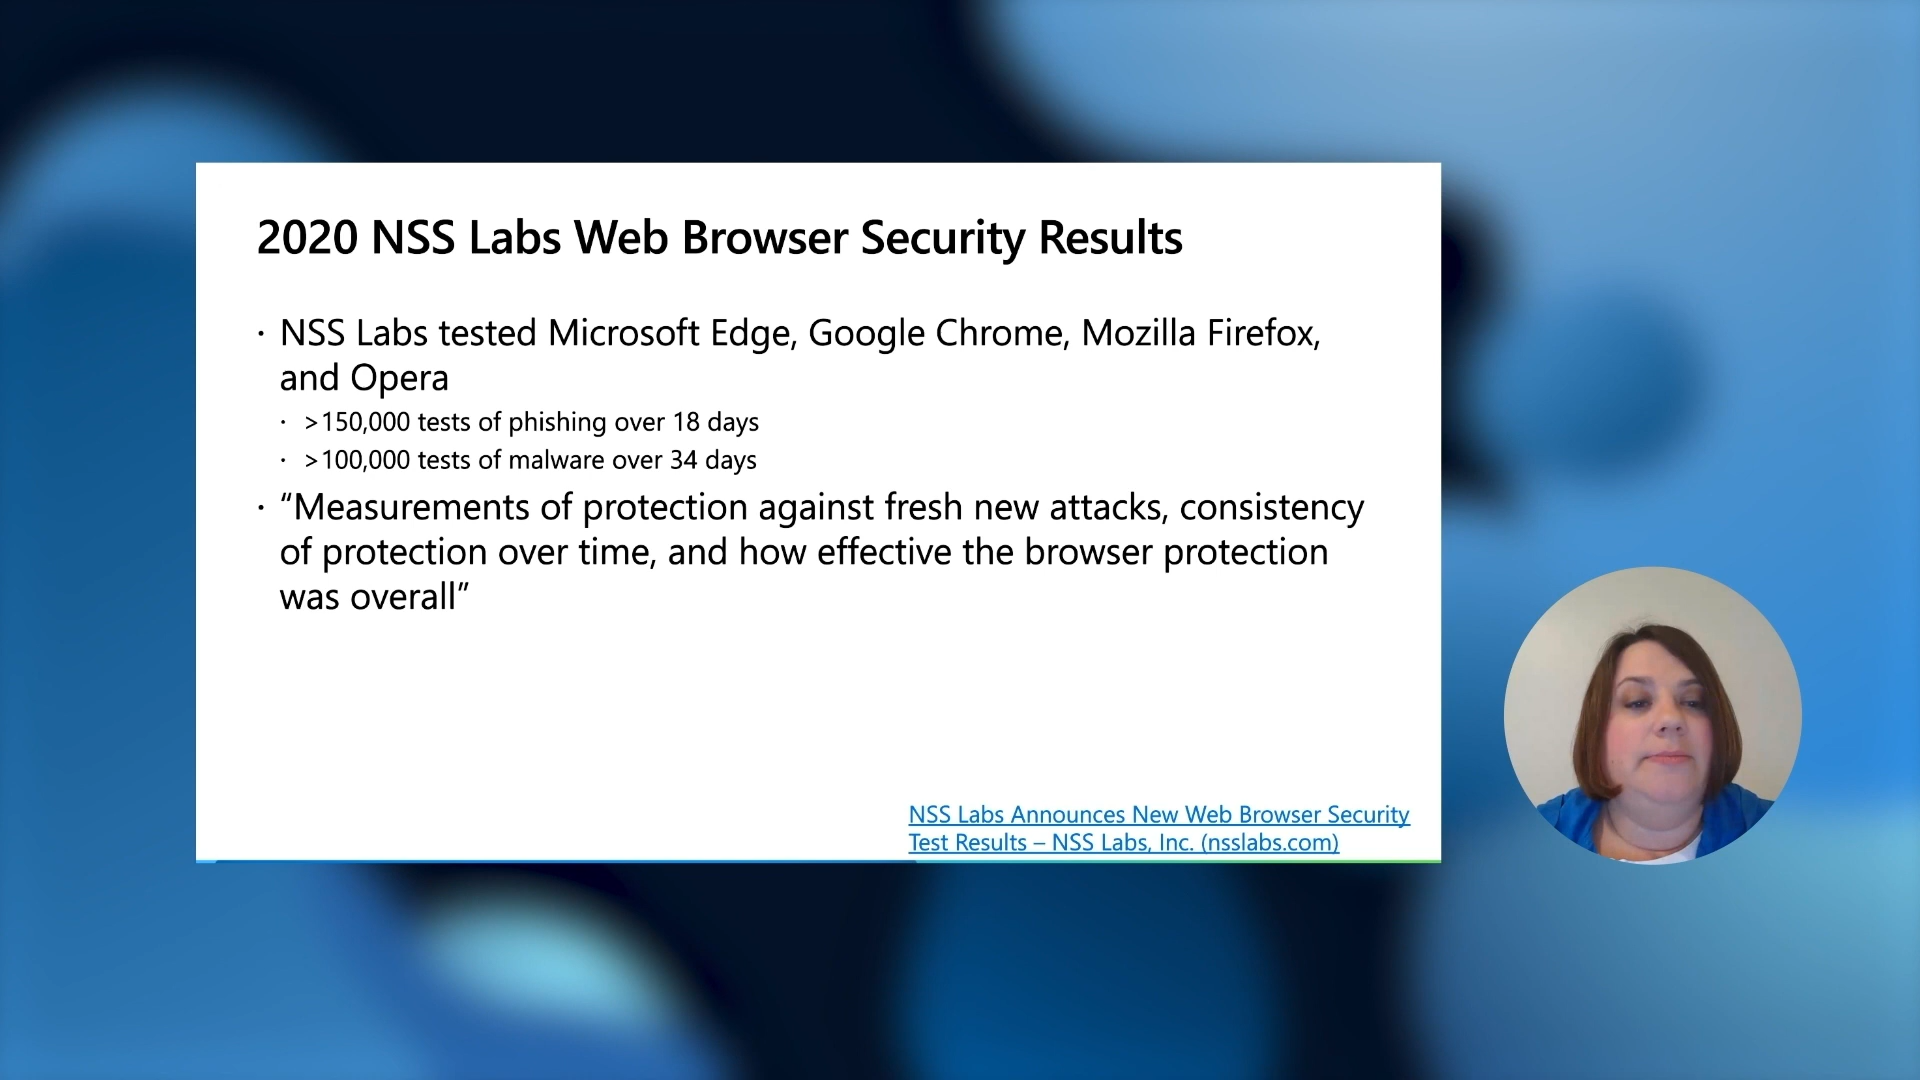 2020 NSS Labs Web Browser Security Results
· NSS Labs tested Microsoft Edge, Google Chrome, Mozilla Firefox,
and Opera
· >150,000 tests of phishing over 18 days
· >100,000 tests of malware over 34 days
· “Measurements of protection against fresh new attacks, consistency
of protection over time, and how effective the browser protection
was overall”
NSS Labs Announces New Web Browser Security
Test Results – NSS Labs, Inc. (nsslabs.com)